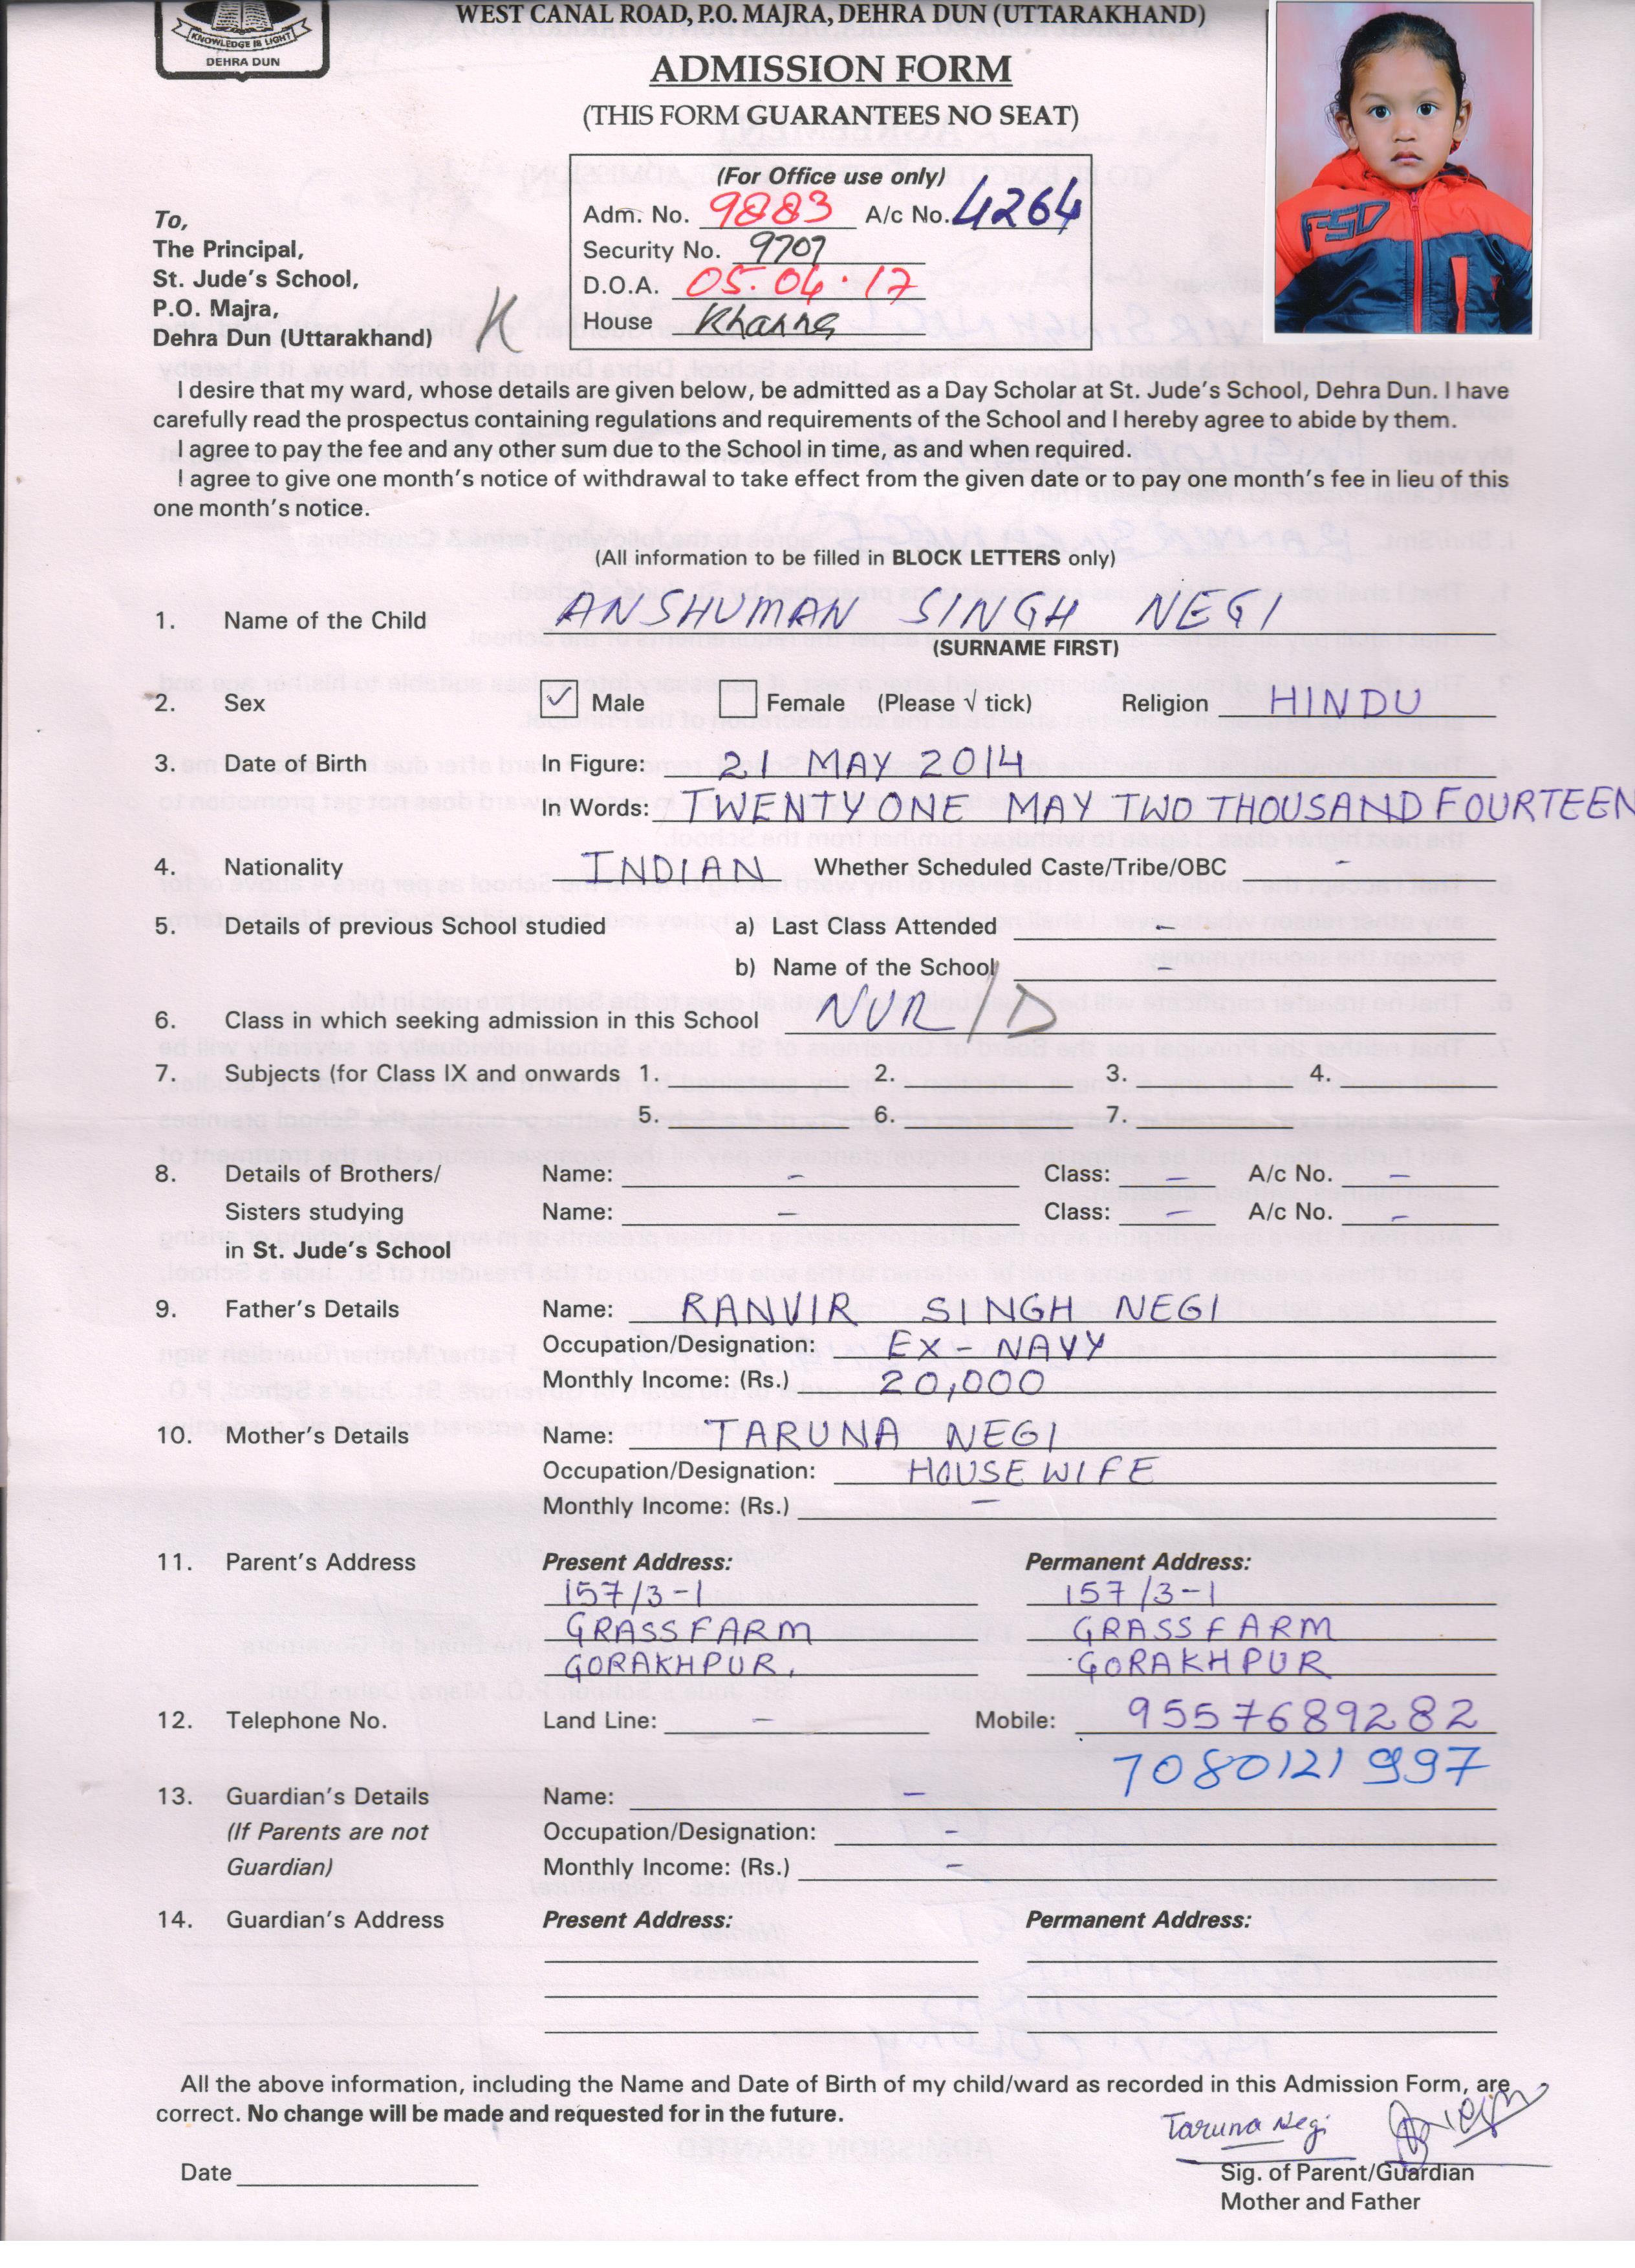 KNOWLEDGE IS LIGHT
DEHRA DUN
WEST CANAL ROAD, P.O. MAJRA, DEHRA DUN (UTTARAKHAND)
ADMISSION FORM
(THIS FORM GUARANTEES NO SEAT)
(For Office use only)
Adm. No. 9883 A/c No. 4264
Security No. 9707
D.O.A. 05.04.17
House Khanna
To,
The Principal,
St. Jude's School,
P.O. Majra,
Dehra Dun (Uttarakhand)
K
FSD
I desire that my ward, whose details are given below, be admitted as a Day Scholar at St. Jude's School, Dehra Dun. I have
carefully read the prospectus containing regulations and requirements of the School and I hereby agree to abide by them.
I agree to pay the fee and any other sum due to the School in time, as and when required.
I agree to give one month's notice of withdrawal to take effect from the given date or to pay one month's fee in lieu of this
one month's notice.
(All information to be filled in BLOCK LETTERS only)
1. Name of the Child ANSHUMAN SINGH NEGI
(SURNAME FIRST)
2. Sex ✓ Male Female (Please √ tick) Religion HINDU
3. Date of Birth In Figure: 21 MAY 2014
In Words: TWENTY ONE MAY TWO THOUSAND FOURTEEN
4. Nationality INDIAN Whether Scheduled Caste/Tribe/OBC -
5. Details of previous School studied a) Last Class Attended -
b) Name of the School -
6. Class in which seeking admission in this School NUR/D
7. Subjects (for Class IX and onwards 1. 2. 3. 4.
5. 6. 7.
8. Details of Brothers/ Name: - Class: - A/c No. -
Sisters studying Name: - Class: - A/c No. -
in St. Jude's School
9. Father's Details Name: RANVIR SINGH NEGI
Occupation/Designation: EX-NAVY
Monthly Income: (Rs.) 20,000
10. Mother's Details Name: TARUNA NEGI
Occupation/Designation: HOUSE WIFE
Monthly Income: (Rs.) -
11. Parent's Address Present Address: Permanent Address:
157/3-1 157/3-1
GRASS FARM GRASS FARM
GORAKHPUR, GORAKHPUR
12. Telephone No. Land Line: - Mobile: 9557689282
7080121997
13. Guardian's Details Name: -
(If Parents are not Occupation/Designation: -
Guardian) Monthly Income: (Rs.) -
14. Guardian's Address Present Address: Permanent Address:
All the above information, including the Name and Date of Birth of my child/ward as recorded in this Admission Form, are
correct. No change will be made and requested for in the future.
Taruna Negi
Date Sig. of Parent/Guardian
Mother and Father